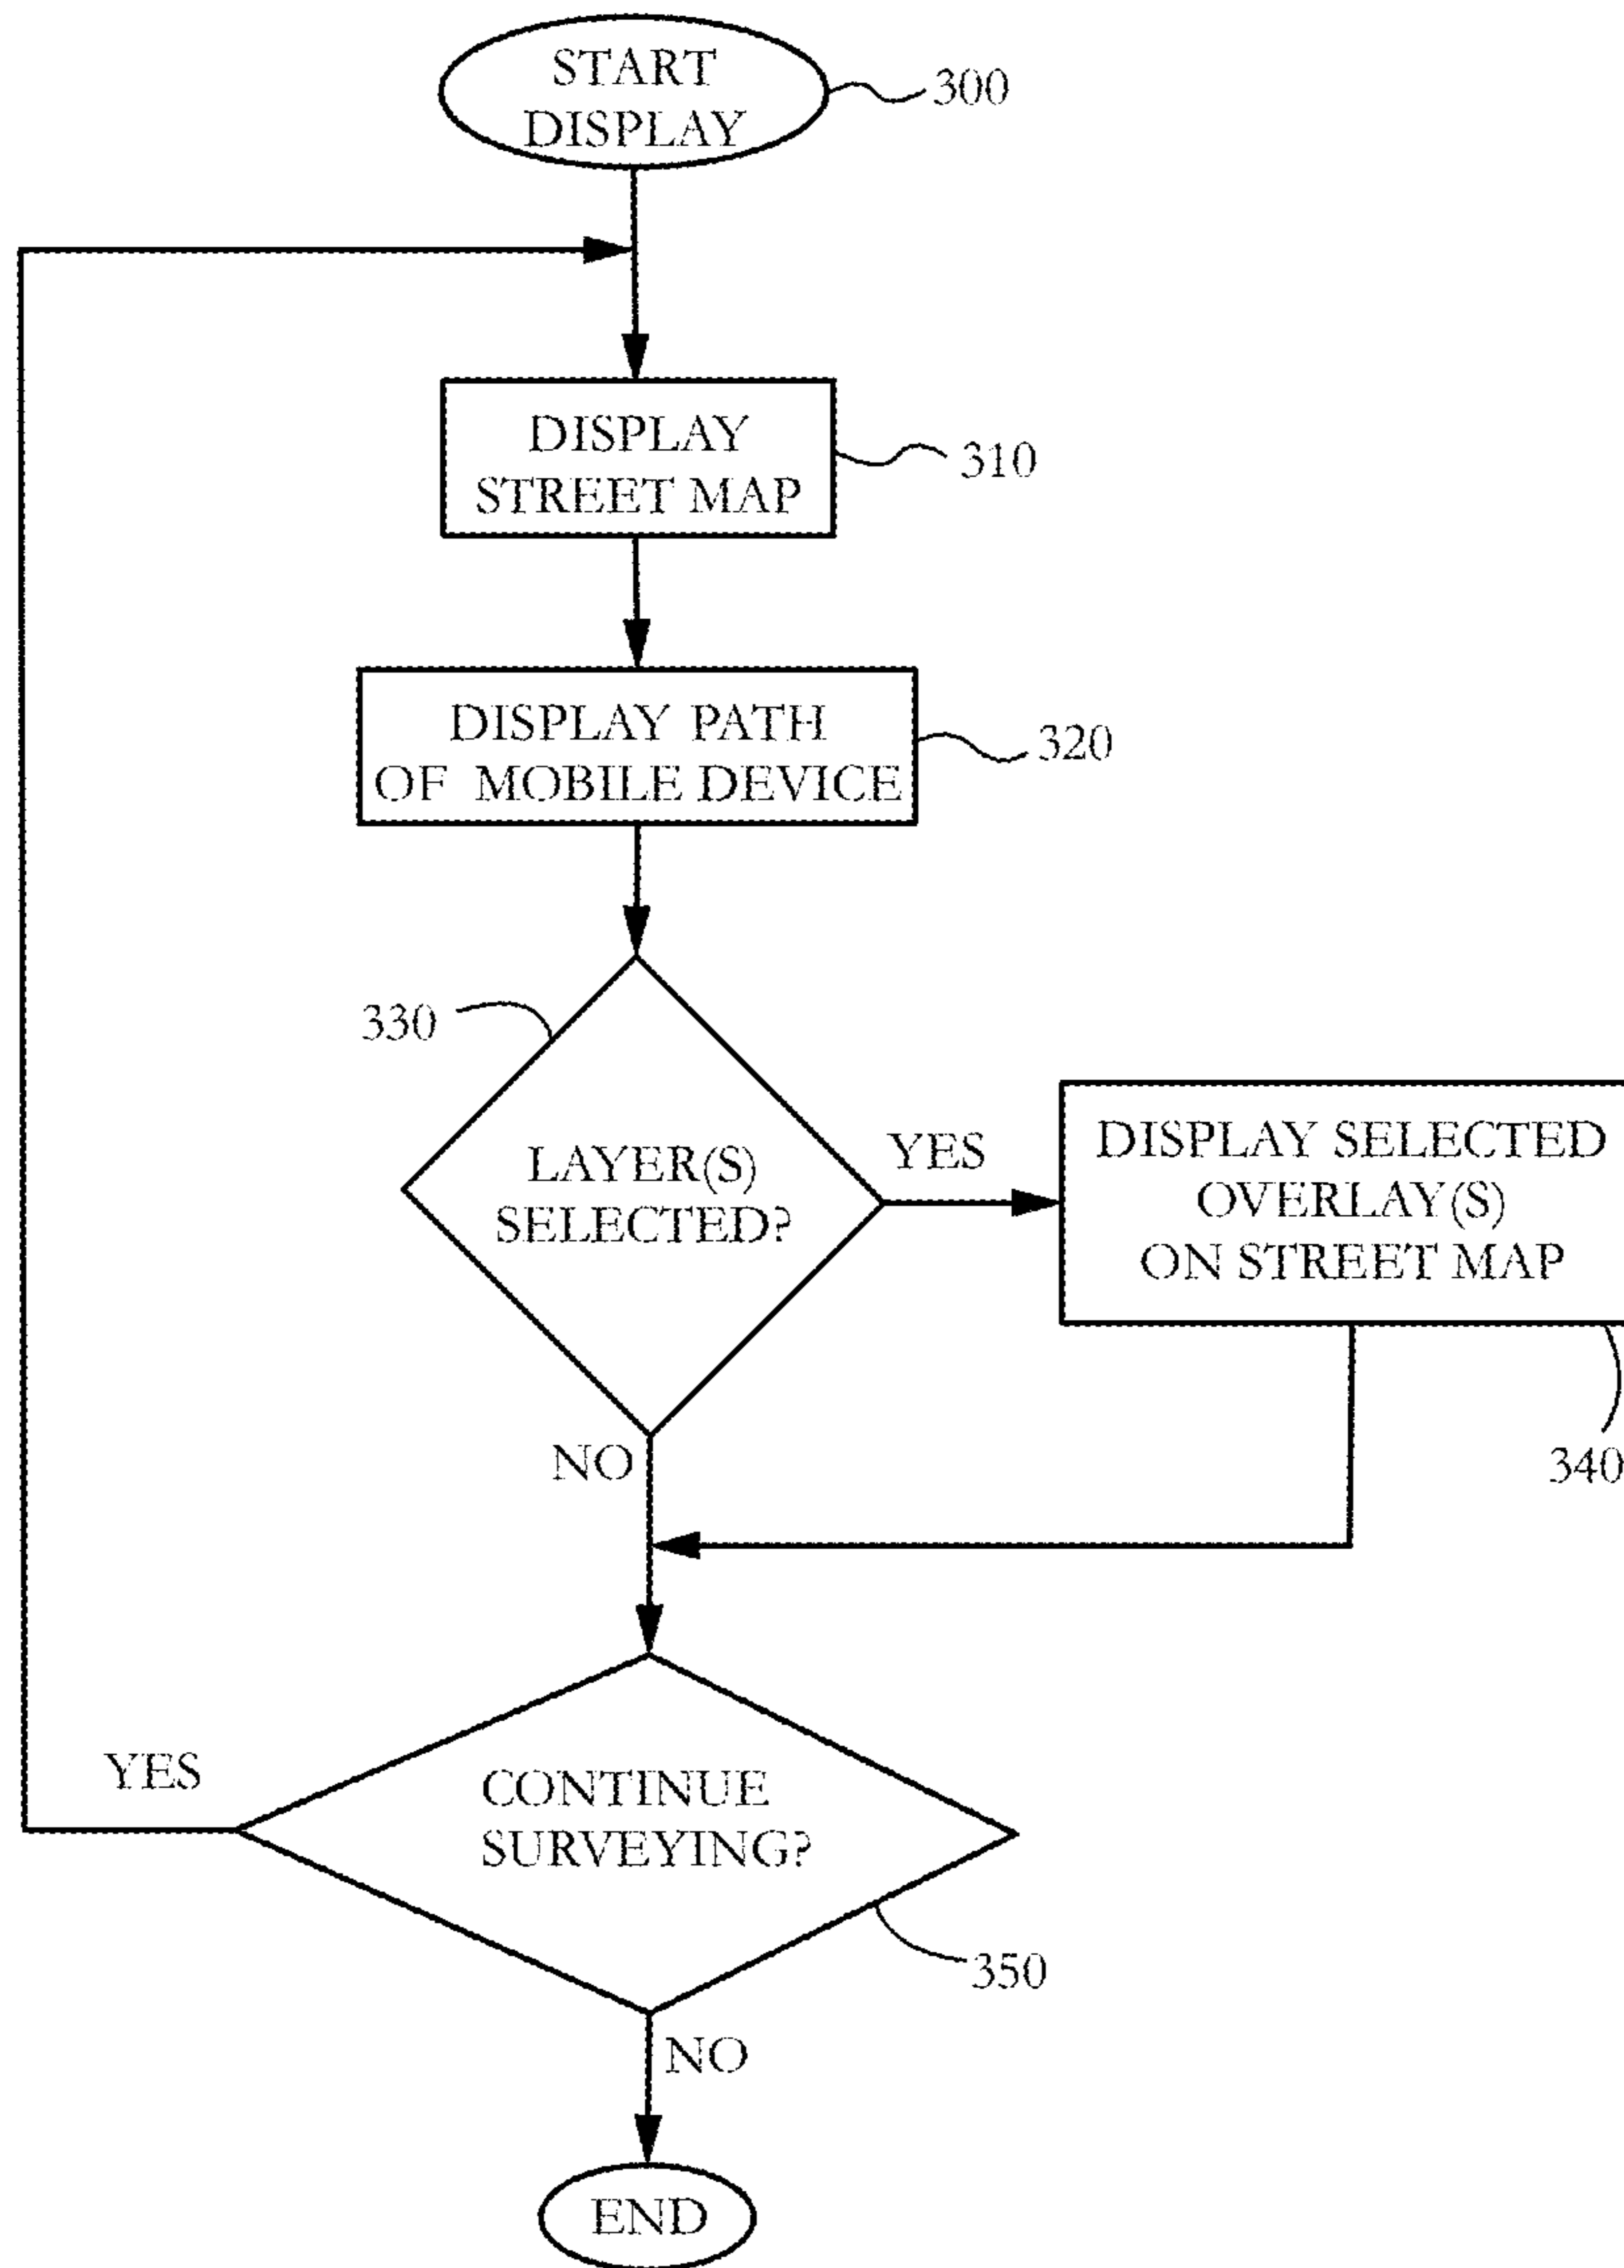 START
DISPLAY
300
DISPLAY
STREET MAP
310
DISPLAY PATH
OF MOBILE DEVICE
320
330
LAYER(S)
SELECTED?
YES
DISPLAY SELECTED
OVERLAY(S)
ON STREET MAP
NO
340
YES
CONTINUE
SURVEYING?
350
NO
END